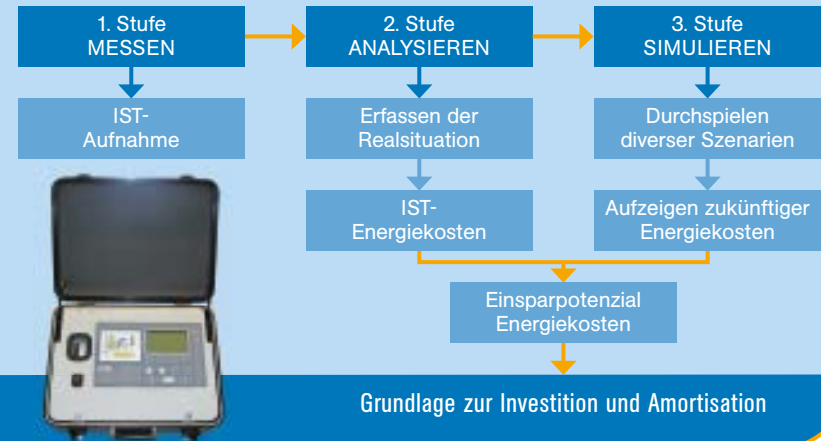 1. Stufe
MESSEN
2. Stufe
ANALYSIEREN
3. Stufe
SIMULIEREN
IST-
Aufnahme
Erfassen der
Realsituation
Durchspielen
diverser Szenarien
IST-
Energiekosten
Aufzeigen zukünftiger
Energiekosten
Einsparpotenzial
Energiekosten
Grundlage zur Investition und Amortisation